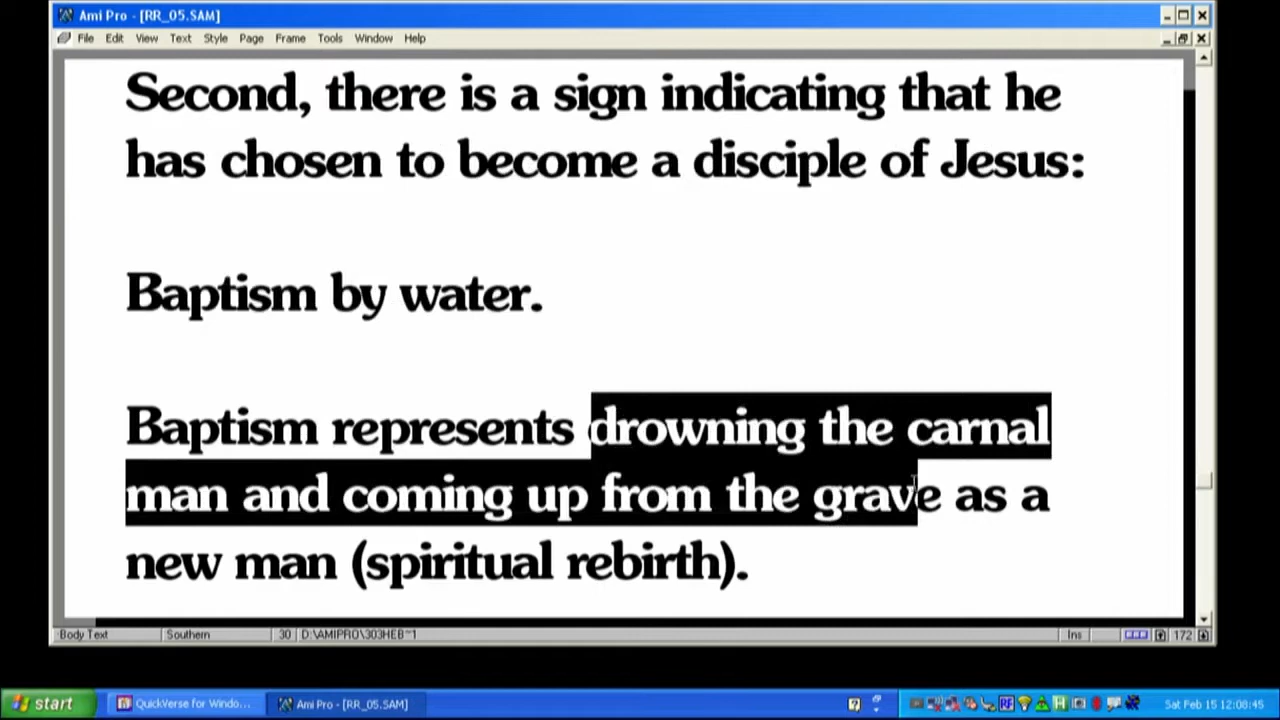 Ami Pro - [RR_05.SAM]
File Edit View Text Style Page Frame Tools Window Help
Second, there is a sign indicating that he
has chosen to become a disciple of Jesus:
Baptism by water.
Baptism represents drowning the carnal
man and coming up from the grave as a
new man (spiritual rebirth).
Body Text Southern 30 D:\AMIPRO\303HEB~1 Ins 172
start QuickVerse for Windo... Ami Pro - [RR_05.SAM] Sat Feb 15 12:08:45